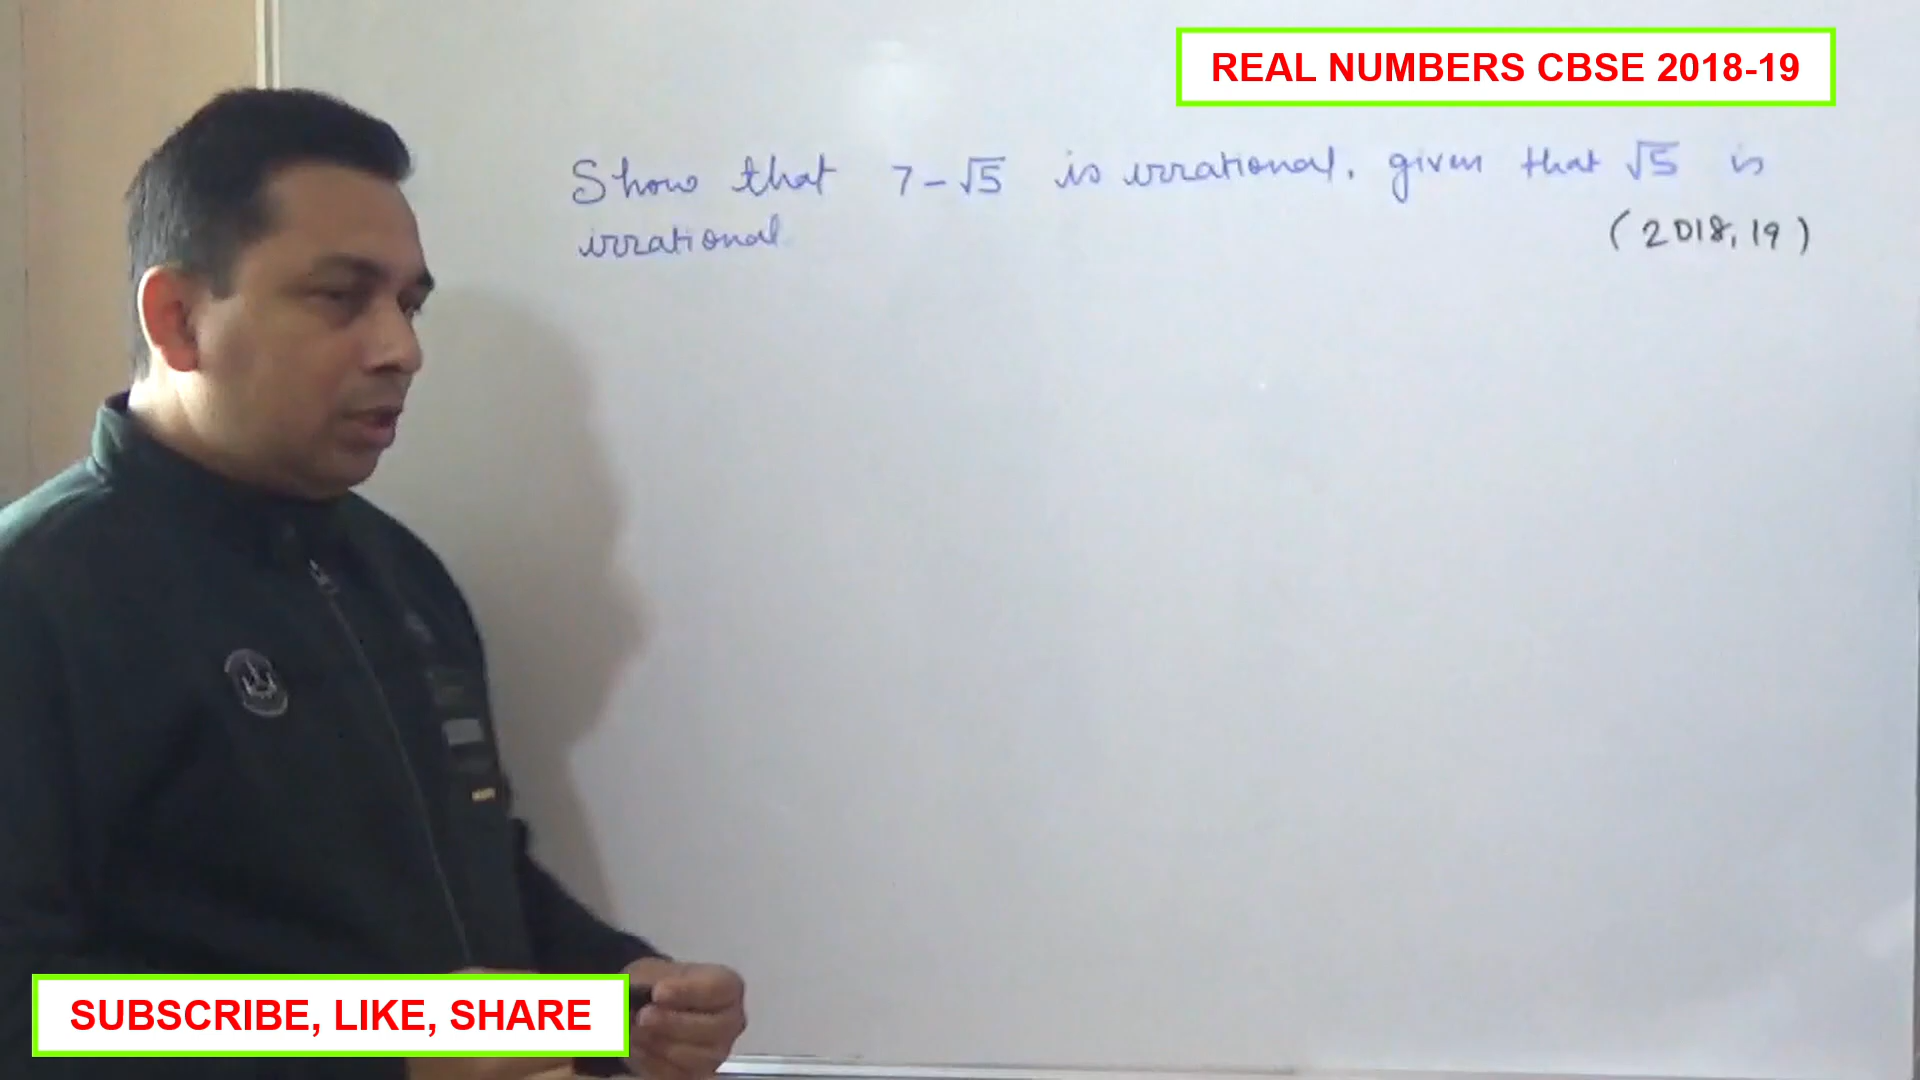 REAL NUMBERS CBSE 2018-19
Show that 7-√5 is irrational, given that √5 is
irrational.
(2018, 19)
SUBSCRIBE, LIKE, SHARE